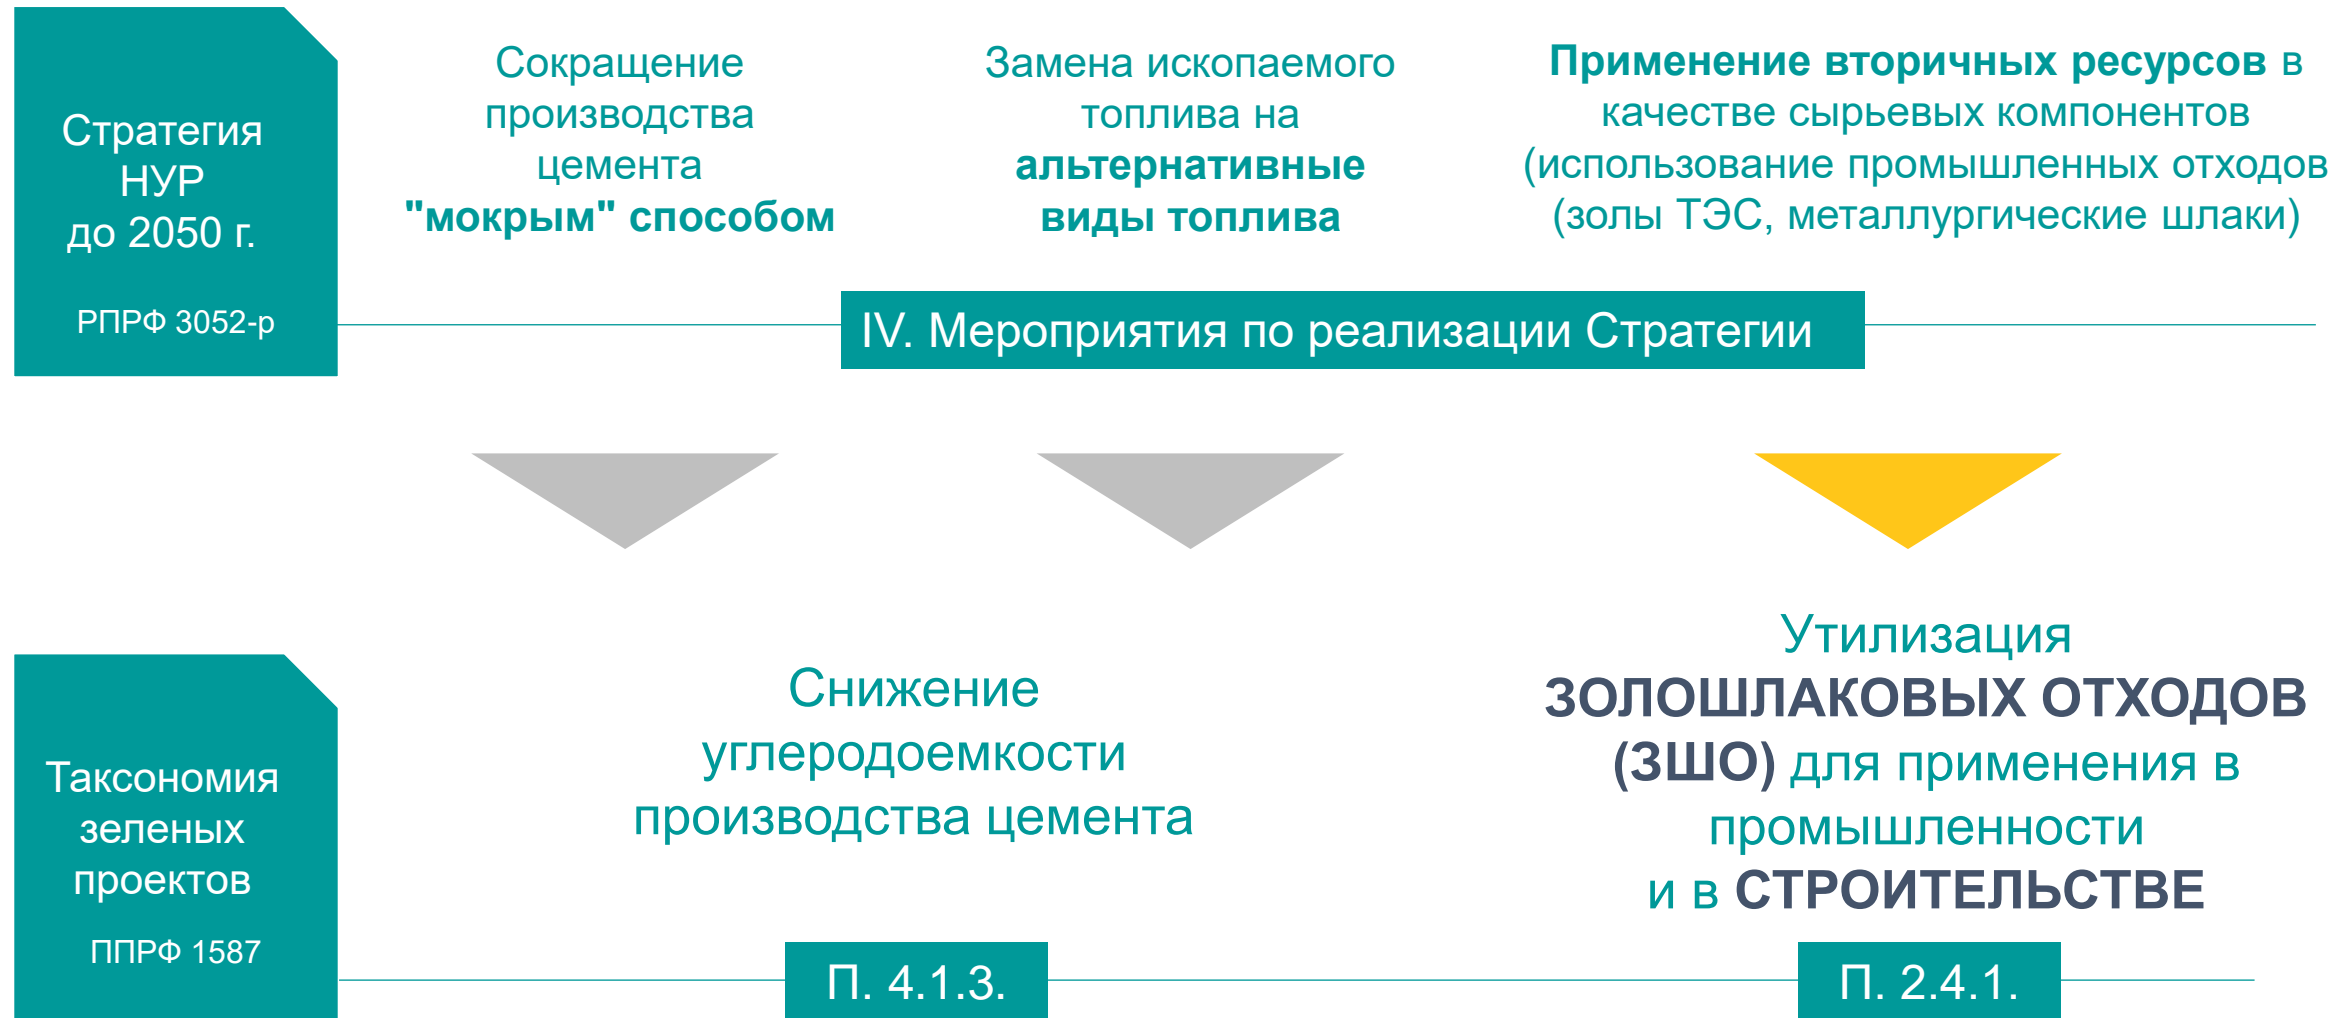 Стратегия
НУР
до 2050 г.
РПРФ 3052-р
Сокращение
производства
цемента
"мокрым" способом
Замена ископаемого
топлива на
альтернативные
виды топлива
Применение вторичных ресурсов в
качестве сырьевых компонентов
(использование промышленных отходов
(золы ТЭС, металлургические шлаки)
IV. Мероприятия по реализации Стратегии
Таксономия
зеленых
проектов
ППРФ 1587
Снижение
углеродоемкости
производства цемента
П. 4.1.3.
Утилизация
ЗОЛОШЛАКОВЫХ ОТХОДОВ
(ЗШО) для применения в
промышленности
и в СТРОИТЕЛЬСТВЕ
П. 2.4.1.